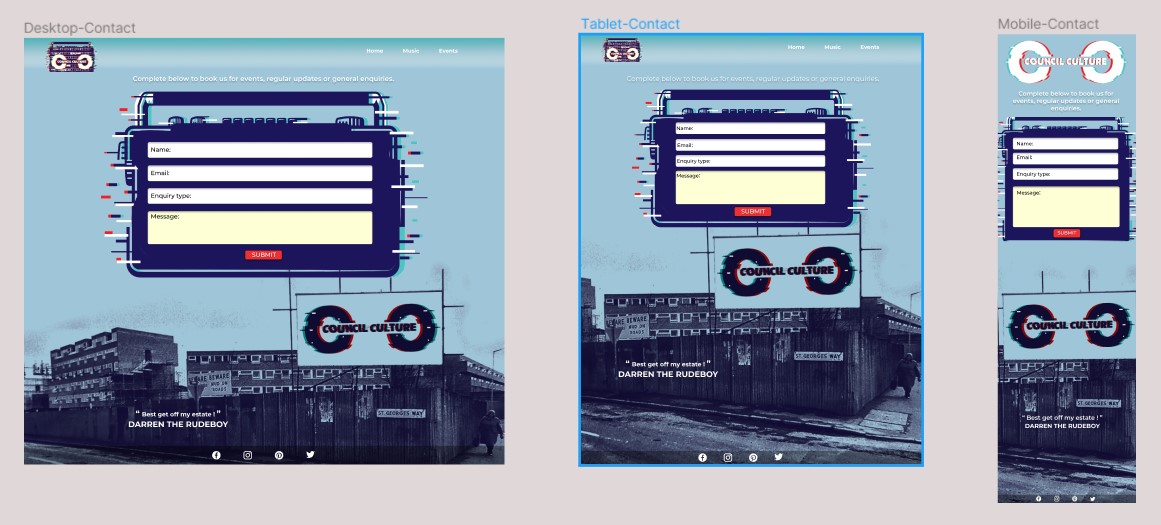 Desktop-Contact
Home Music Events
Complete below to book us for events, regular updates or general enquiries.
Name:
Email:
Enquiry type:
Message:
SUBMIT
COUNCIL CULTURE
BEWARE BEWARE
ST. GEORGES WAY
“ Best get off my estate ! ”
DARREN THE RUDEBOY
Tablet-Contact
Home Music Events
Complete below to book us for events, regular updates or general enquiries.
Name:
Email:
Enquiry type:
Message:
SUBMIT
COUNCIL CULTURE
ST. GEORGES WAY
“ Best get off my estate ! ”
DARREN THE RUDEBOY
Mobile-Contact
COUNCIL CULTURE
Complete below to book us for
events, regular updates or general
enquiries.
Name:
Email:
Enquiry type:
Message:
SUBMIT
COUNCIL CULTURE
“ Best get off my estate ! ”
DARREN THE RUDEBOY